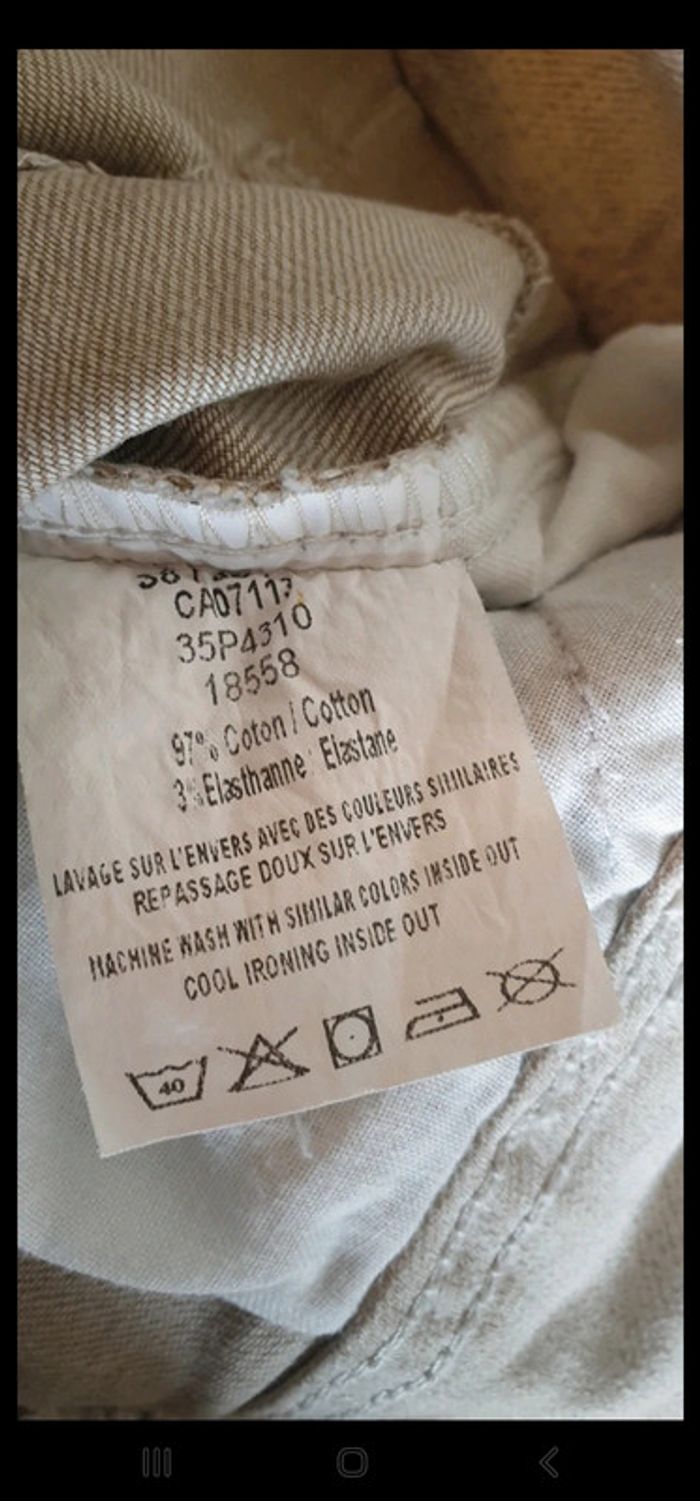 CA07117
35P4310
18558
97% Coton / Cotton
3% Elasthanne / Elastane
LAVAGE SUR L'ENVERS AVEC DES COULEURS SIMILAIRES
REPASSAGE DOUX SUR L'ENVERS
MACHINE WASH WITH SIMILAR COLORS INSIDE OUT
COOL IRONING INSIDE OUT
40